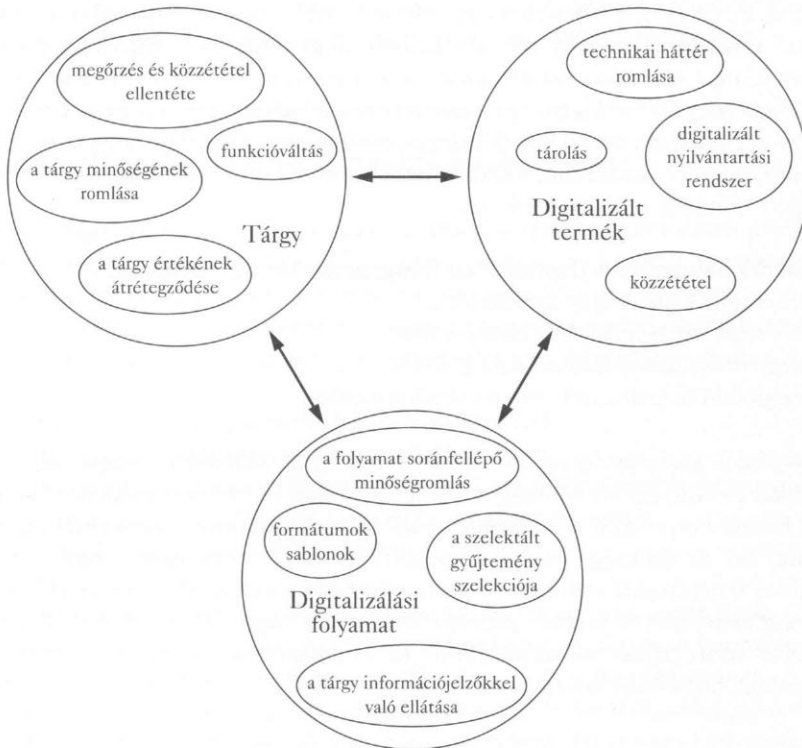 megőrzés és közzététel
ellentéte
funkcióváltás
a tárgy minőségének
romlása
Tárgy
a tárgy értékének
átrétegződése
technikai háttér
romlása
tárolás
digitalizált
nyilvántartási
rendszer
Digitalizált
termék
közzététel
a folyamat soránfellépő
minőségromlás
formátumok
sablonok
a szelektált
gyűjtemény
szelekciója
Digitalizálási
folyamat
a tárgy információjelzőkkel
való ellátása